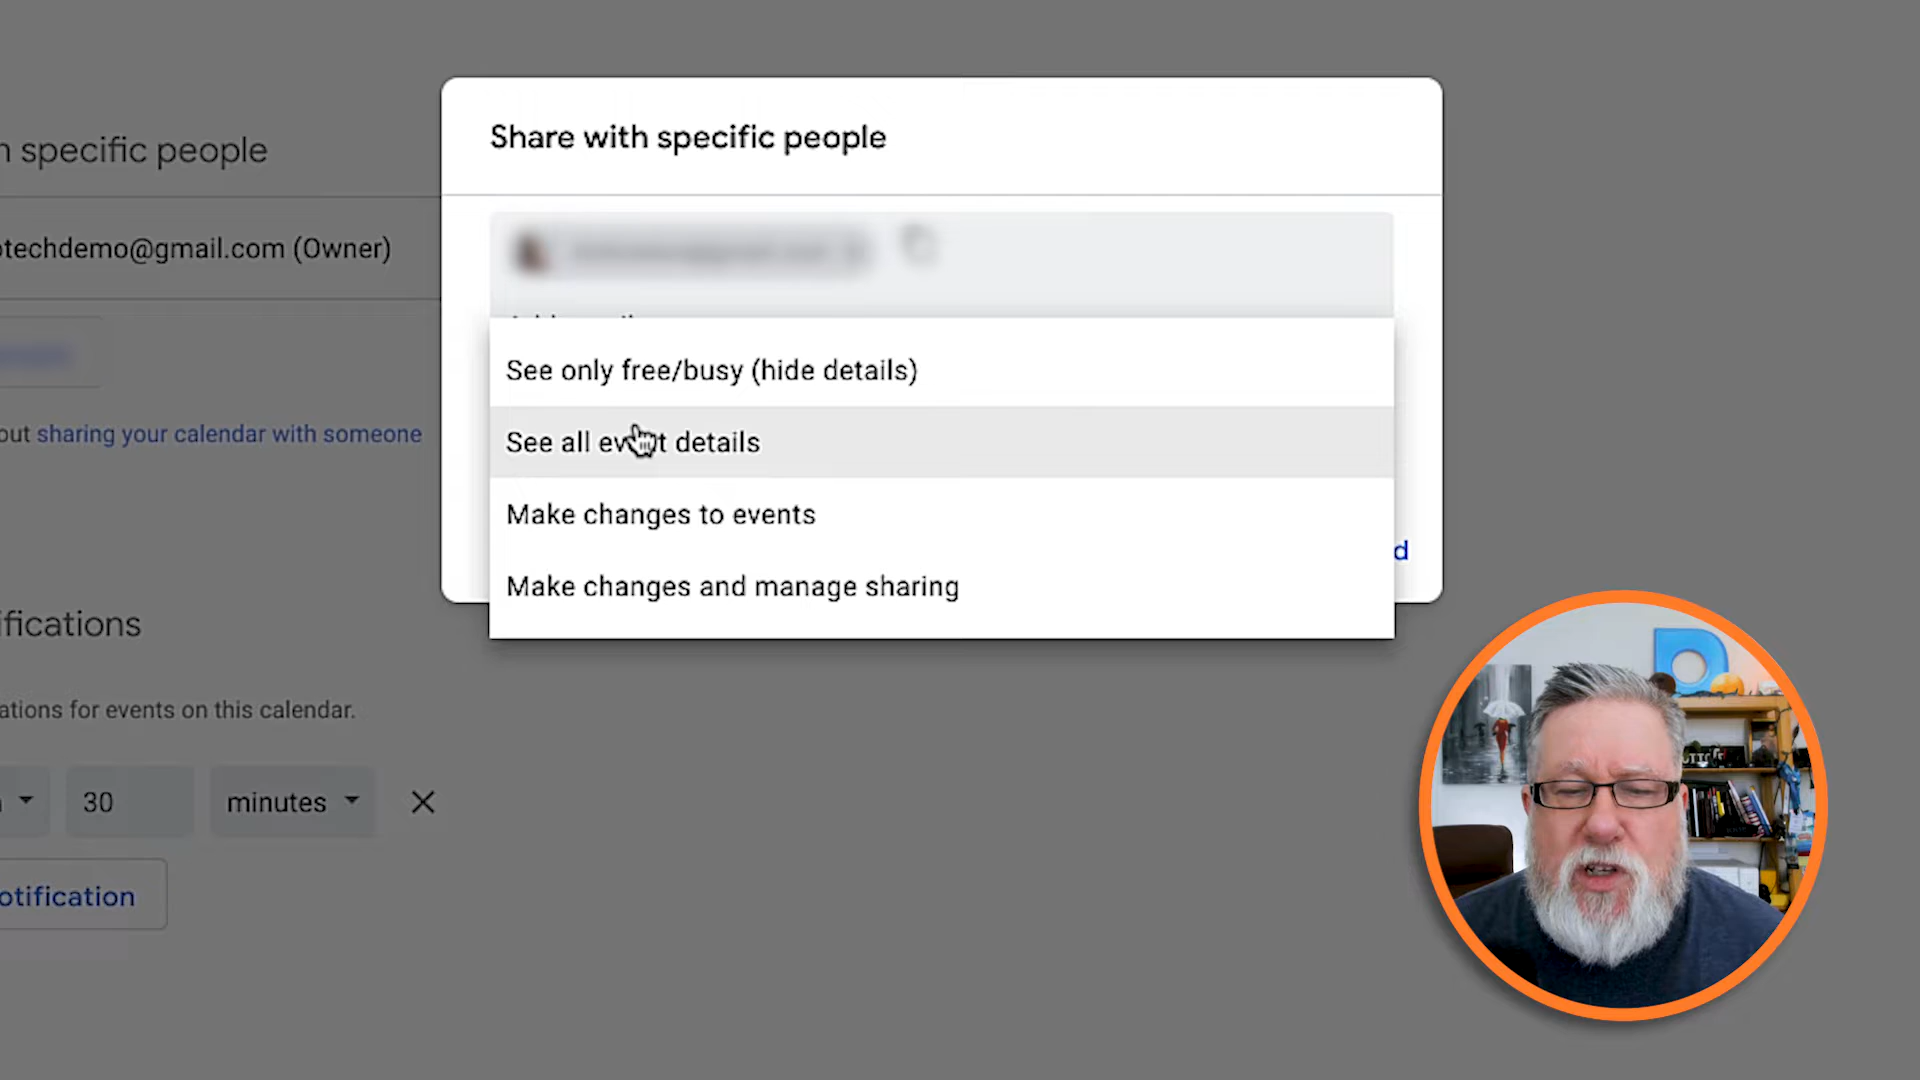 Share with specific people
specific people
techdemo@gmail.com (Owner)
See only free/busy (hide details)
sharing your calendar with someone
See all event details
Make changes to events
d
Make changes and manage sharing
ifications
ations for events on this calendar.
30
minutes
otification